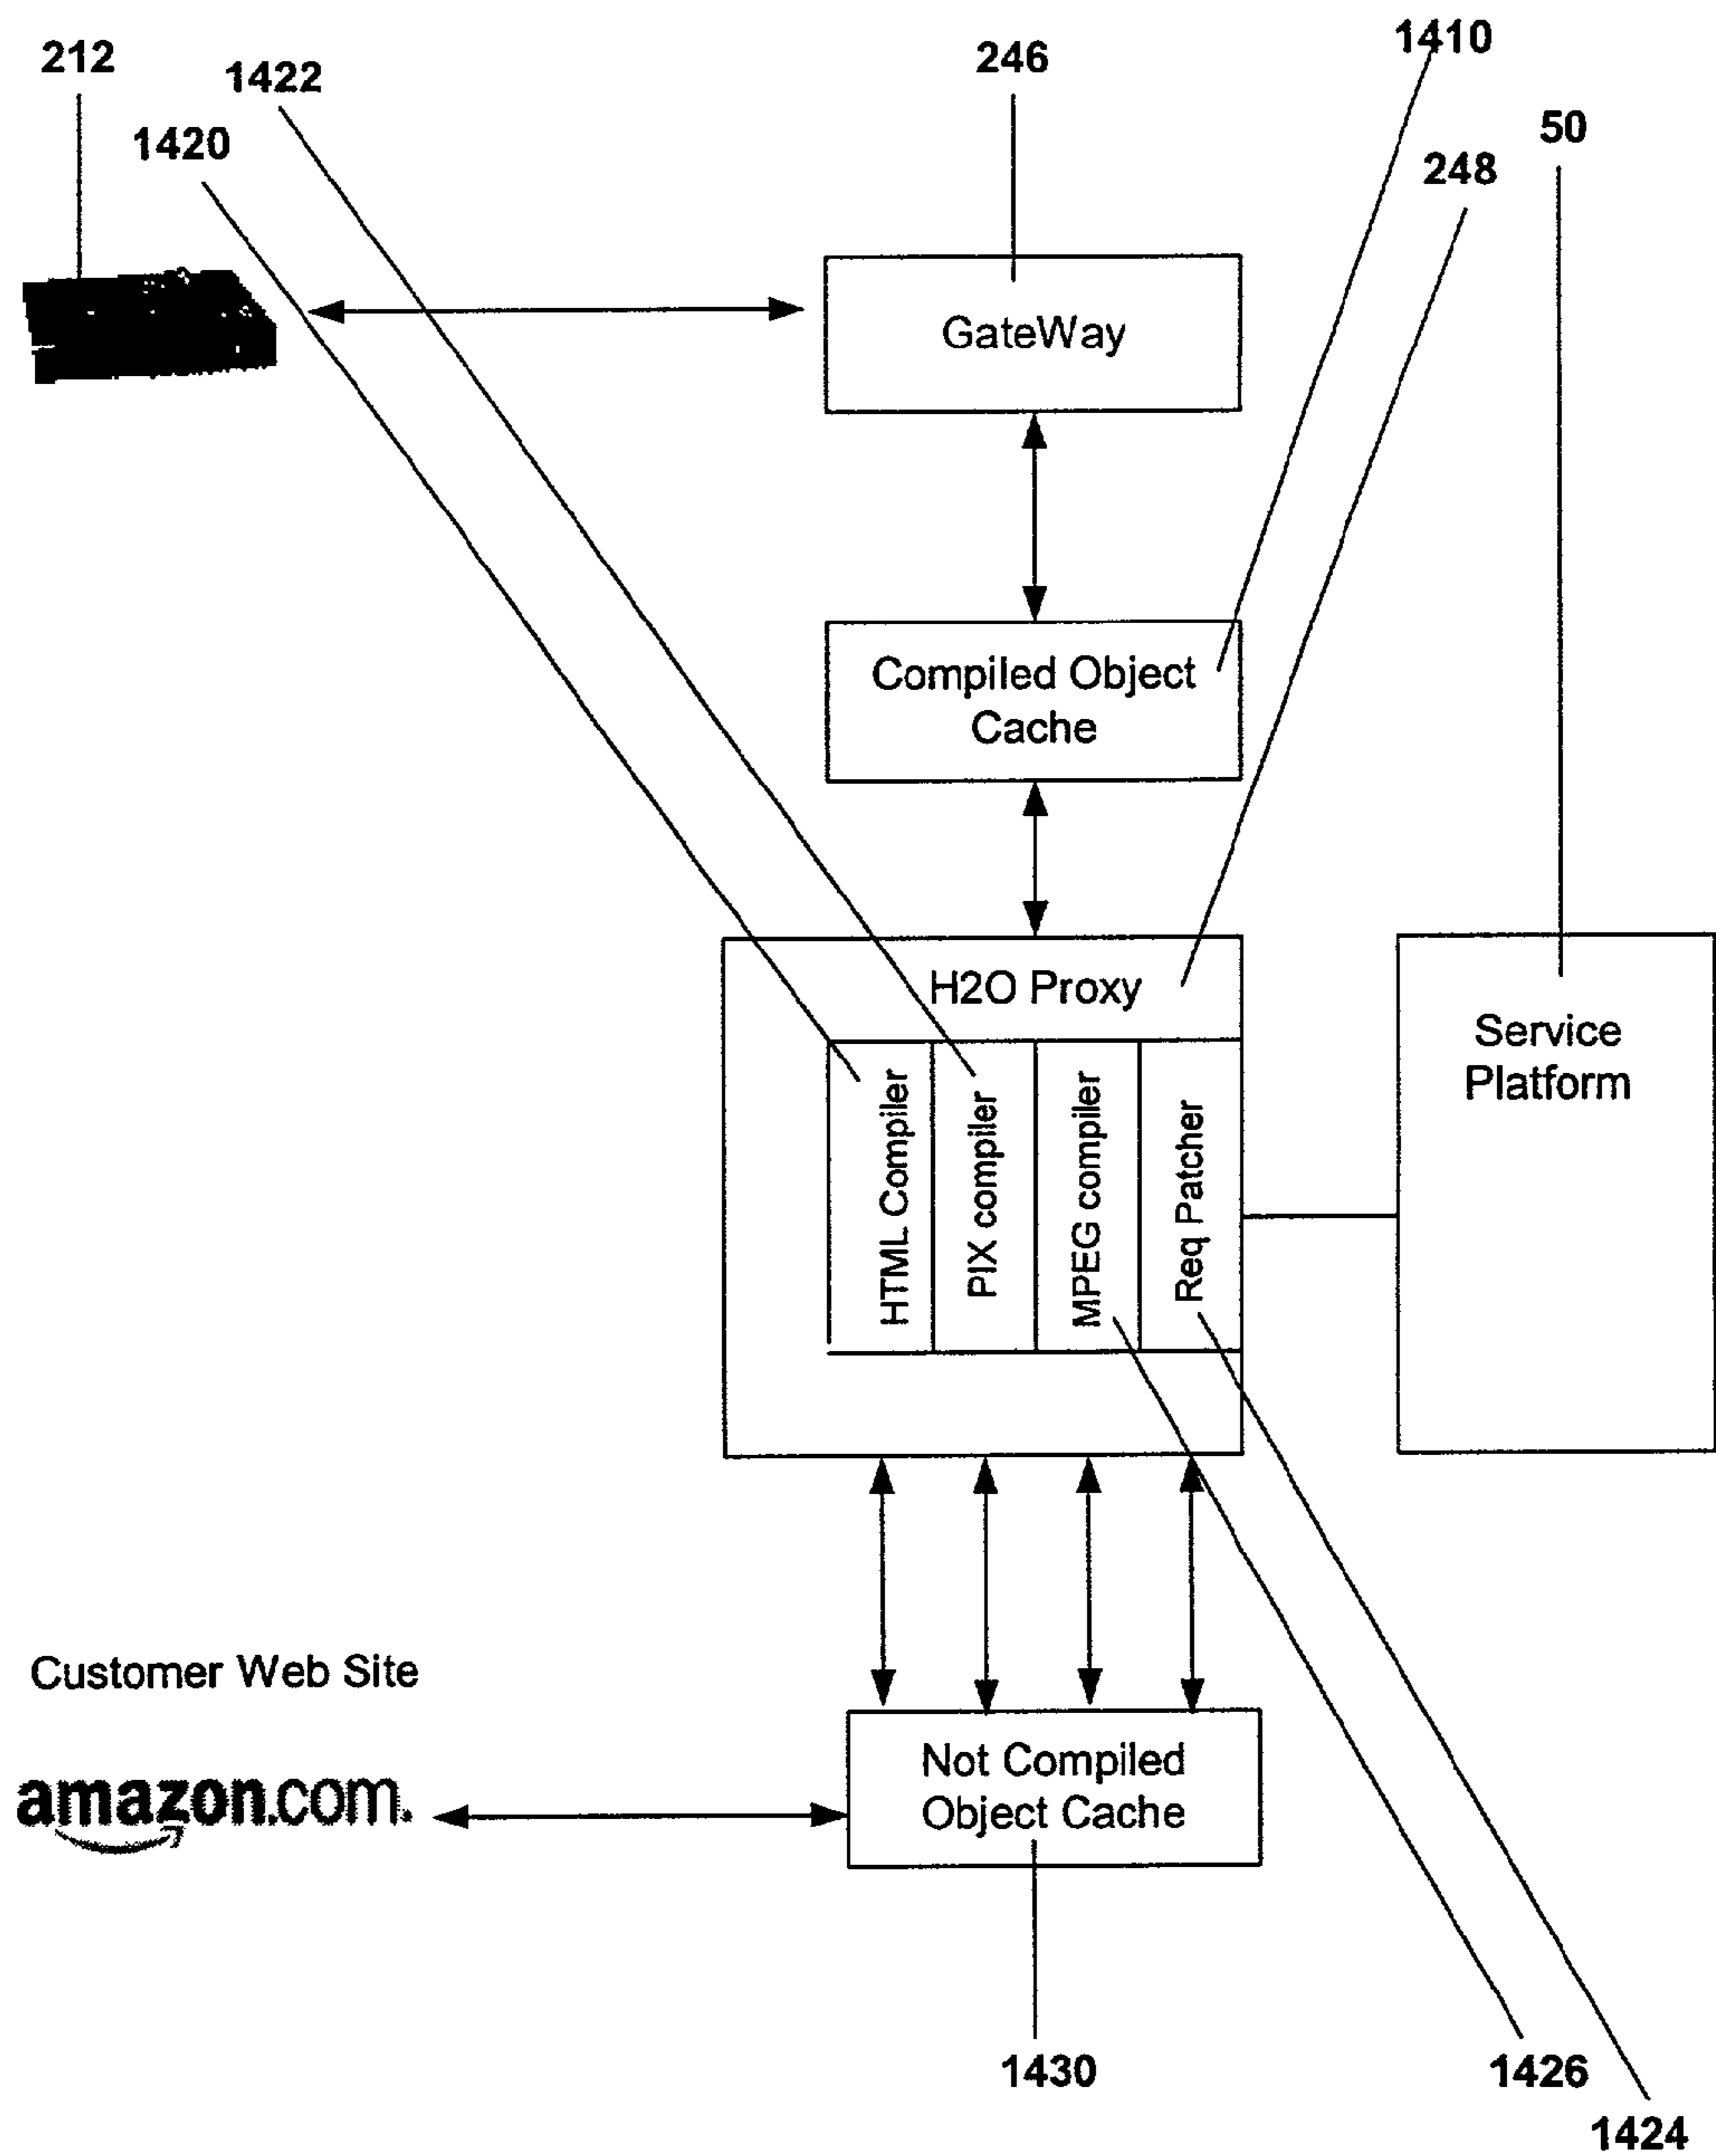 212
1422
246
1410
1420
50
248
GateWay
Compiled Object
Cache
H2O Proxy
Service
Platform
HTML Compiler
PIX compiler
MPEG compiler
Req Patcher
Customer Web Site
amazon.com.
Not Compiled
Object Cache
1430
1426
1424